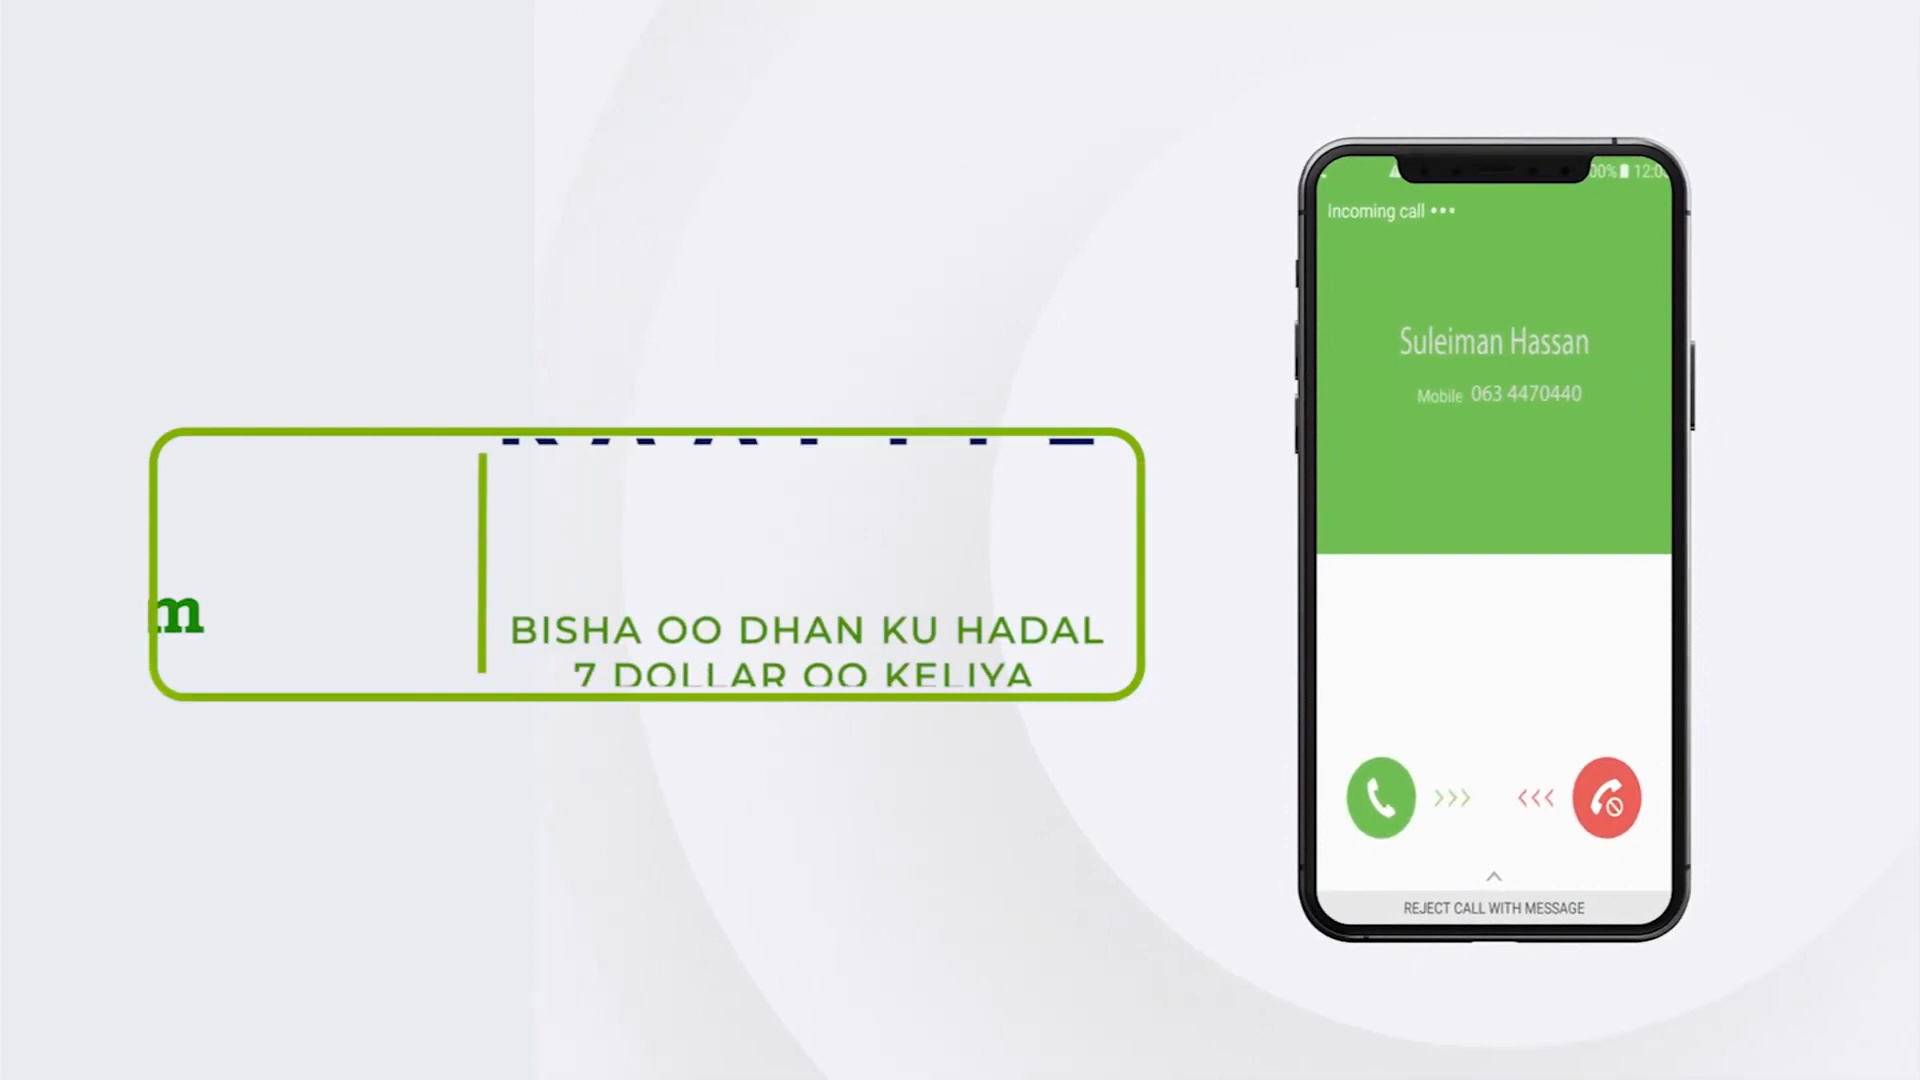 m
BISHA OO DHAN KU HADAL
7 DOLLAR OO KELIYA
Incoming call •••
Suleiman Hassan
Mobile 063 4470440
REJECT CALL WITH MESSAGE